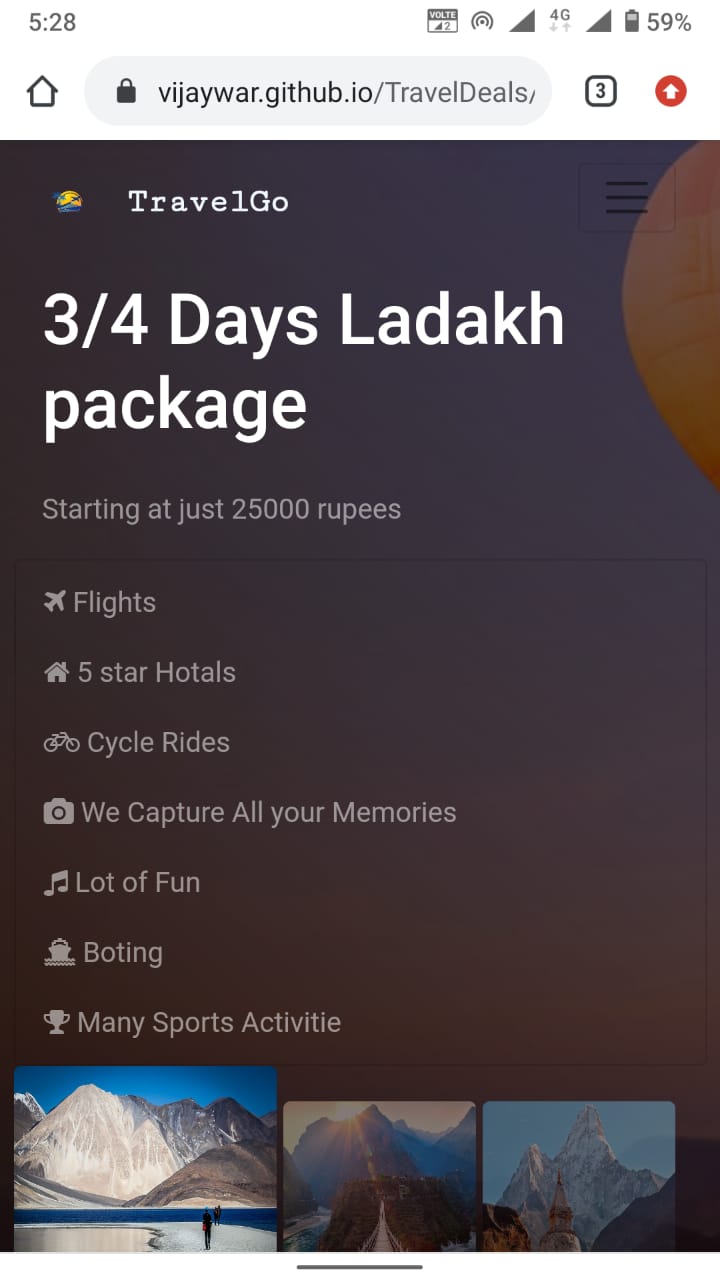 5:28
VOLTE
2
4G
59%
vijaywar.github.io/TravelDeals/
3
TravelGo
3/4 Days Ladakh
package
Starting at just 25000 rupees
Flights
5 star Hotals
Cycle Rides
We Capture All your Memories
Lot of Fun
Boting
Many Sports Activitie